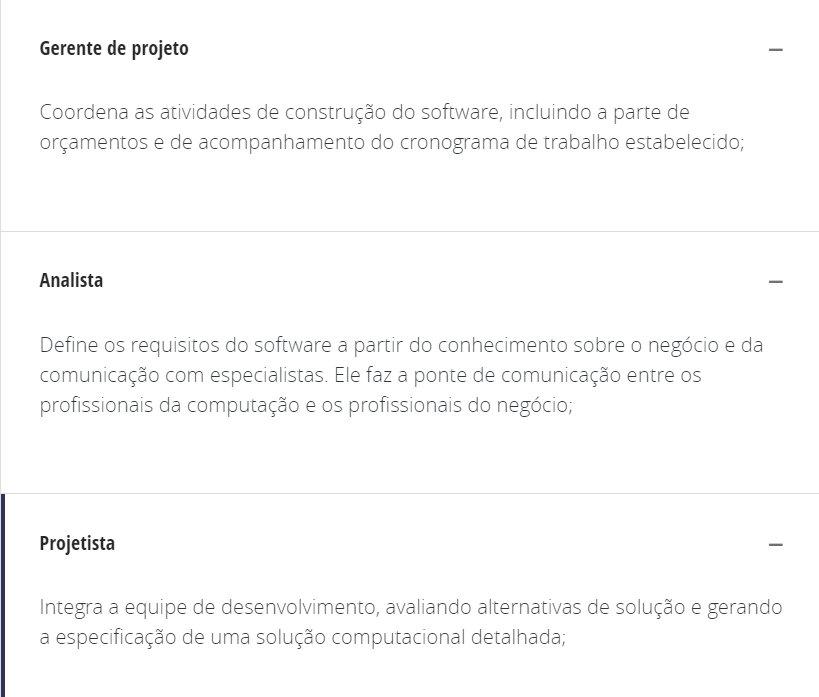 Gerente de projeto
Coordena as atividades de construção do software, incluindo a parte de
orçamentos e de acompanhamento do cronograma de trabalho estabelecido;
Analista
Define os requisitos do software a partir do conhecimento sobre o negócio e da
comunicação com especialistas. Ele faz a ponte de comunicação entre os
profissionais da computação e os profissionais do negócio;
Projetista
Integra a equipe de desenvolvimento, avaliando alternativas de solução e gerando
a especificação de uma solução computacional detalhada;